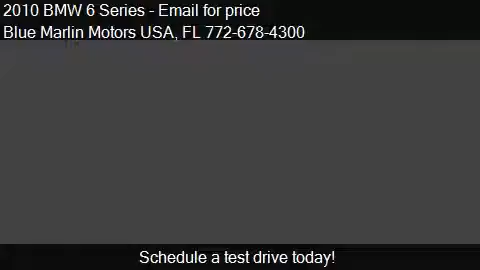 2010 BMW 6 Series - Email for price
Blue Marlin Motors USA, FL 772-678-4300
Schedule a test drive today!